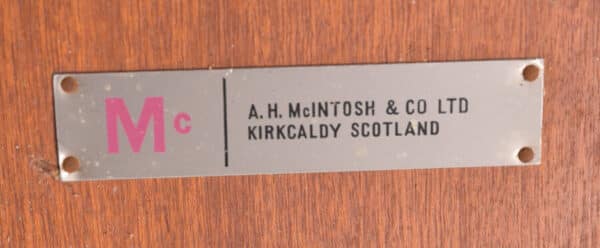 Mc
A. H. McINTOSH & CO LTD
KIRKCALDY SCOTLAND